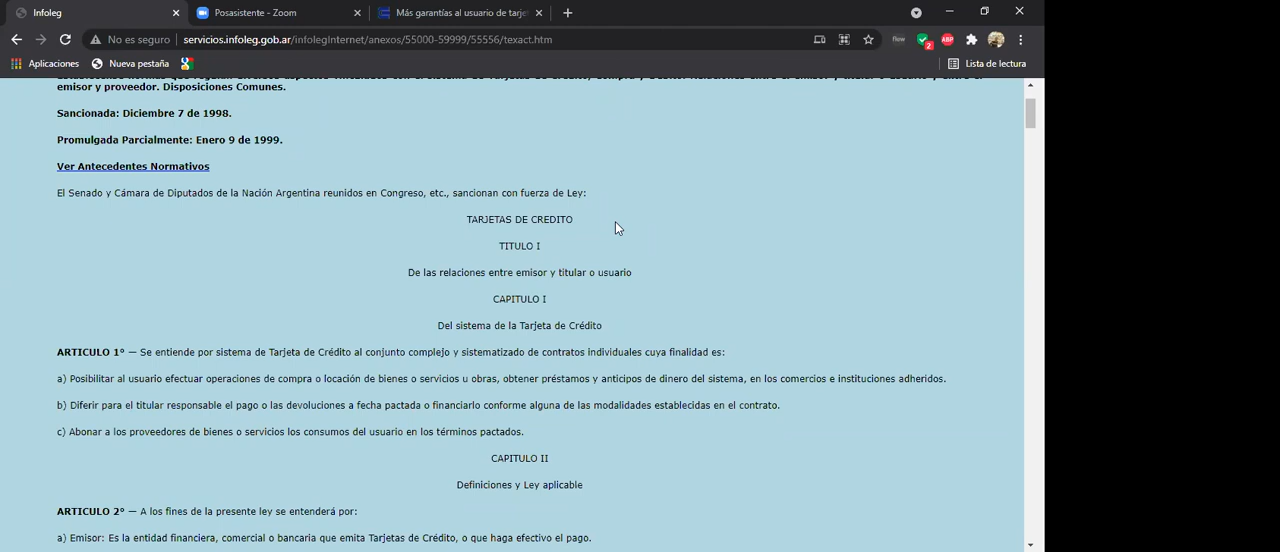 Infoleg
Posasistente - Zoom
Más garantías al usuario de tarje
No es seguro
servicios.infoleg.gob.ar/infolegInternet/anexos/55000-59999/55556/texact.htm
flow
2
ABP
Aplicaciones
Nueva pestaña
Lista de lectura
emisor y proveedor. Disposiciones Comunes.
Sancionada: Diciembre 7 de 1998.
Promulgada Parcialmente: Enero 9 de 1999.
Ver Antecedentes Normativos
El Senado y Cámara de Diputados de la Nación Argentina reunidos en Congreso, etc., sancionan con fuerza de Ley:
TARJETAS DE CREDITO
TITULO I
De las relaciones entre emisor y titular o usuario
CAPITULO I
Del sistema de la Tarjeta de Crédito
ARTICULO 1° — Se entiende por sistema de Tarjeta de Crédito al conjunto complejo y sistematizado de contratos individuales cuya finalidad es:
a) Posibilitar al usuario efectuar operaciones de compra o locación de bienes o servicios u obras, obtener préstamos y anticipos de dinero del sistema, en los comercios e instituciones adheridos.
b) Diferir para el titular responsable el pago o las devoluciones a fecha pactada o financiarlo conforme alguna de las modalidades establecidas en el contrato.
c) Abonar a los proveedores de bienes o servicios los consumos del usuario en los términos pactados.
CAPITULO II
Definiciones y Ley aplicable
ARTICULO 2° — A los fines de la presente ley se entenderá por:
a) Emisor: Es la entidad financiera, comercial o bancaria que emita Tarjetas de Crédito, o que haga efectivo el pago.